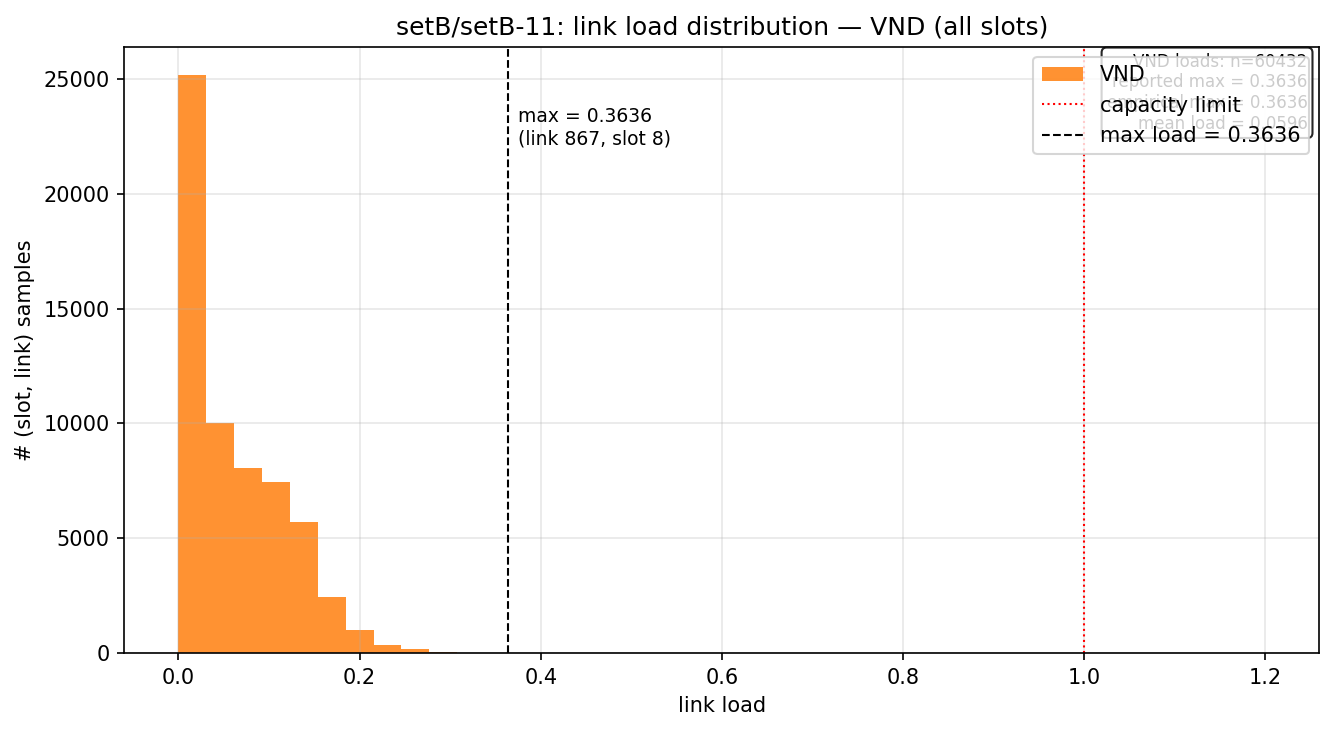 setB/setB-11: link load distribution — VND (all slots)
VND loads: n=60432
reported max = 0.3636
max = 0.3636
mean load = 0.0596
VND
capacity limit
max load = 0.3636
max = 0.3636
(link 867, slot 8)
# (slot, link) samples
25000
20000
15000
10000
5000
0
0.0 0.2 0.4 0.6 0.8 1.0 1.2
link load